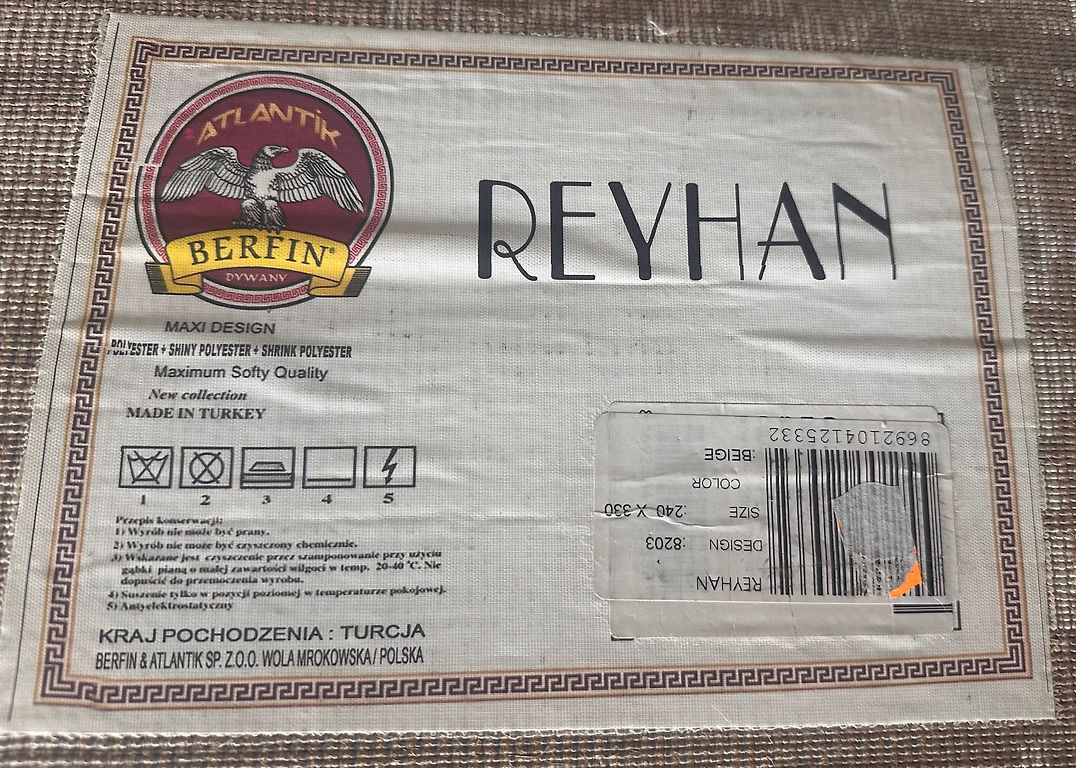 ATLANTİK
BERFIN®
DYWANY
REYHAN
MAXI DESIGN
POLYESTER + SHINY POLYESTER + SHRINK POLYESTER
Maximum Softy Quality
New collection
MADE IN TURKEY
1 2 3 4 5
Przepis konserwacji:
1) Wyrób nie może być prany.
2) Wyrób nie może być czyszczony chemicznie.
3) Wskazane jest czyszczenie przez szamponowanie przy użyciu
gąbki pianą o małej zawartości wilgoci w temp. 20-40 °C. Nie
dopuścić do przemoczenia wyrobu.
4) Suszenie tylko w pozycji poziomej w temperaturze pokojowej.
5) Antyelektrostatyczny
KRAJ POCHODZENIA : TURCJA
BERFIN & ATLANTIK SP. Z.O.O. WOLA MROKOWSKA / POLSKA
REYHAN
DESIGN :8203
SIZE :240 X 330
COLOR
:BEIGE
8692104125332